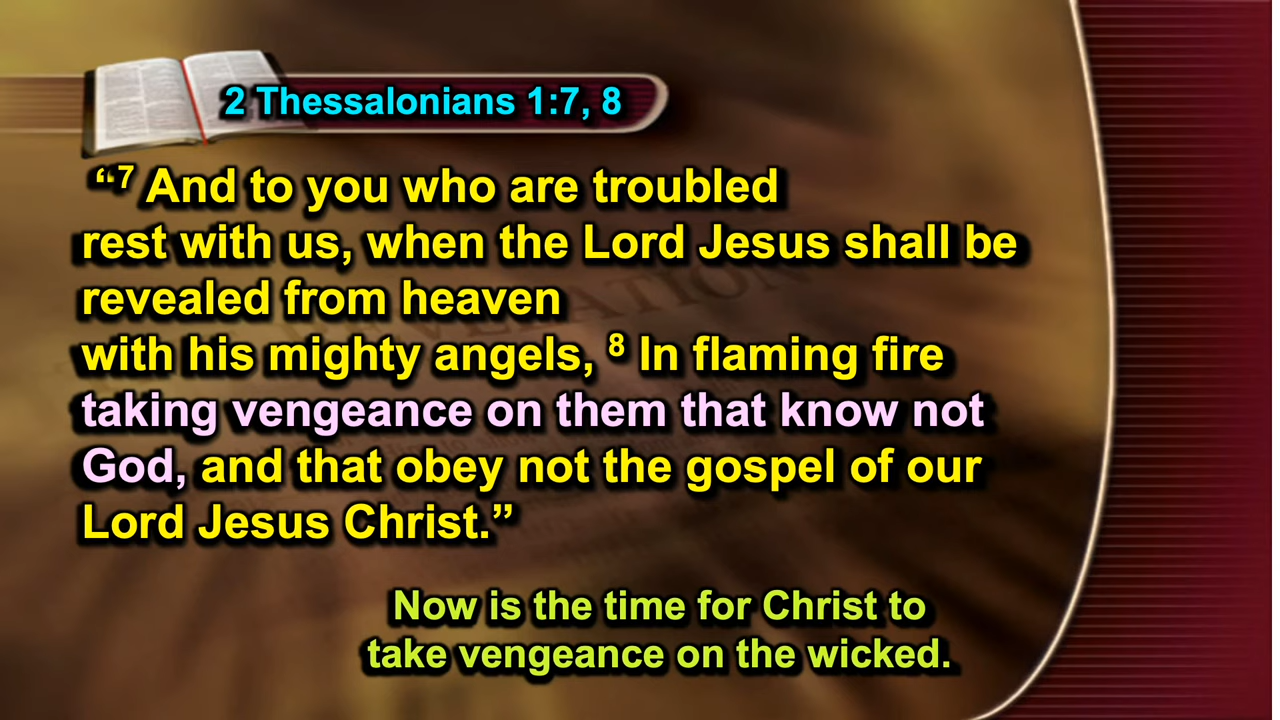 2 Thessalonians 1:7, 8
“⁷ And to you who are troubled
rest with us, when the Lord Jesus shall be
revealed from heaven
with his mighty angels, ⁸ In flaming fire
taking vengeance on them that know not
God, and that obey not the gospel of our
Lord Jesus Christ.”
Now is the time for Christ to
take vengeance on the wicked.